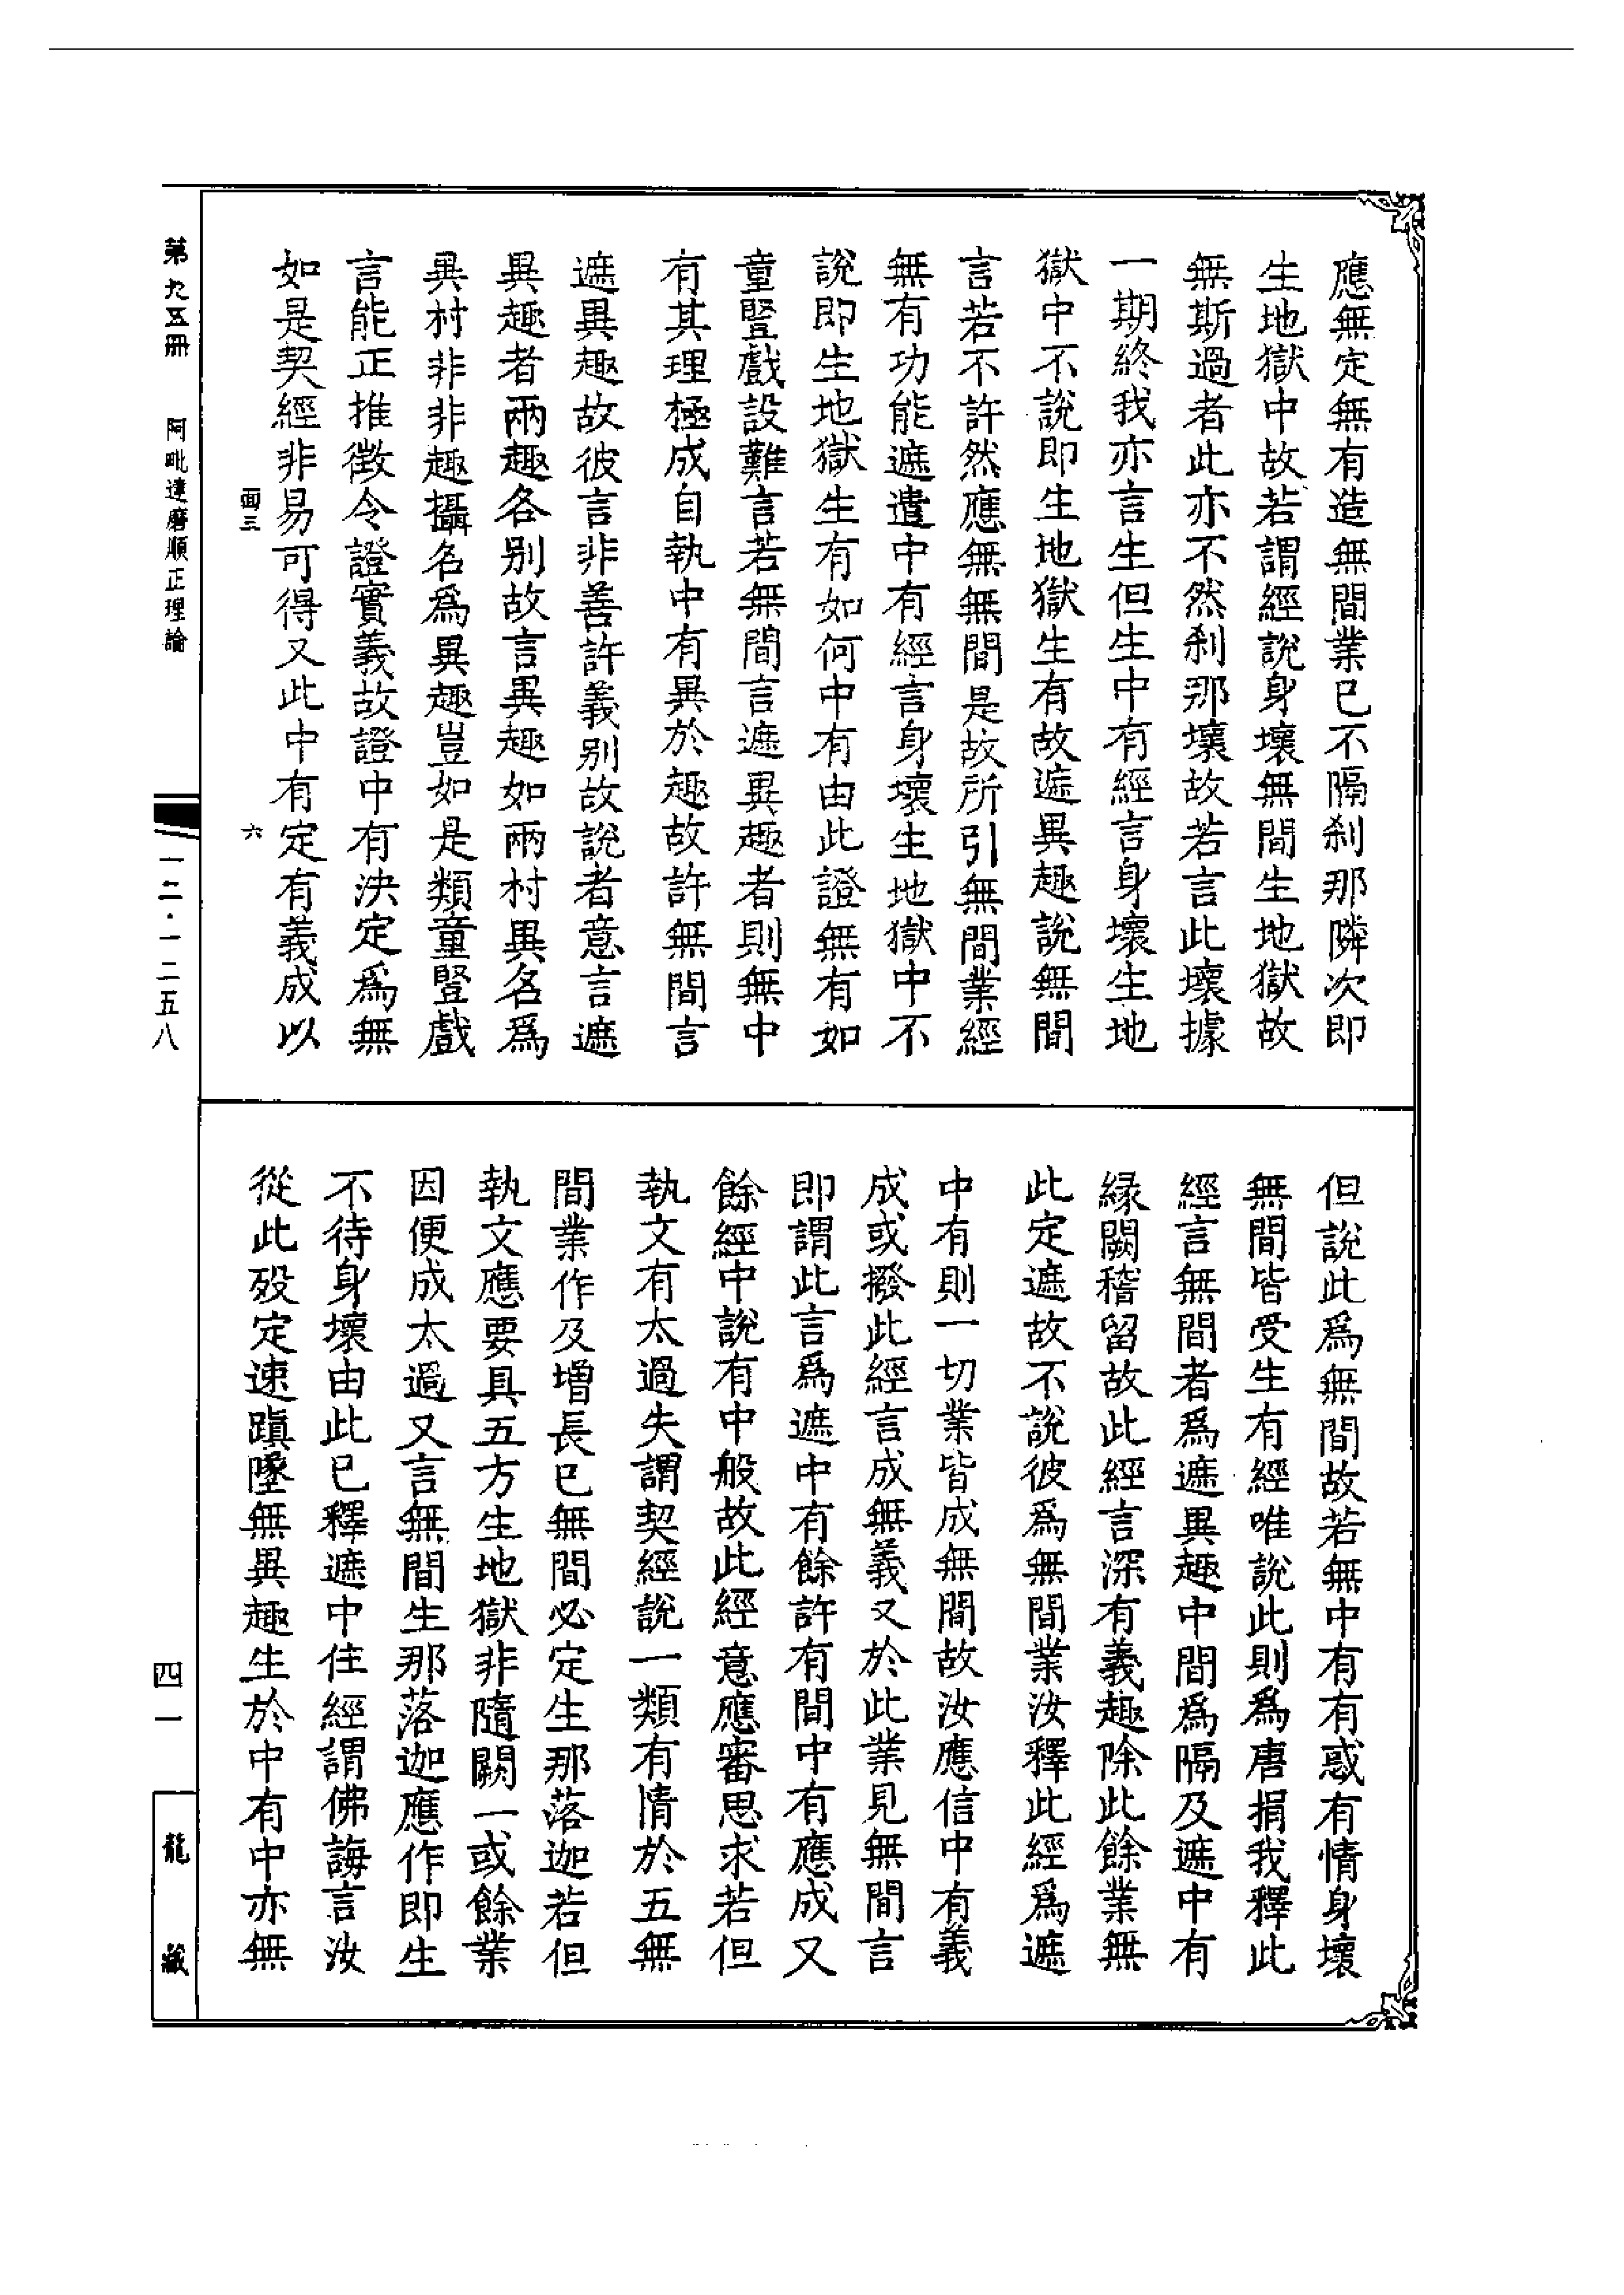 應無定無有造無間業已不隔刹那隣次即
生地獄中故若謂經說身壞無間生地獄故
無斯過者此亦不然刹那壞故若言此壞據
一期終我亦言生但生中有經言身壞生地
獄中不說即生地獄生有故遮異趣說無間
言若不許然應無無間是故所引無間業經
無有功能遮遣中有經言身壞生地獄中不
說即生地獄生有如何中有由此證無有如
童豎戲設難言若無間言遮異趣者則無中
有其理極成自執中有異於趣故許無間言
遮異趣故彼言非善許義別故說者意言遮
異趣者兩趣各別故言異趣如兩村異名為
異村非非趣攝名為異趣豈如是類童豎戲
言能正推徴令證實義故證中有決定為無
如是契經非易可得又此中有定有義成以
但說此為無間故若無中有有惑有情身壞
無間皆受生有經唯說此則為唐捐我釋此
經言無間者為遮異趣中間為隔及遮中有
緣闕稽留故此經言深有義趣除此餘業無
此定遮故不說彼為無間業汝釋此經為遮
中有則一切業皆成無間故汝應信中有義
成或撥此經言成無義又於此業見無間言
即謂此言為遮中有餘許有間中有應成又
餘經中說有中般故此經意應審思求若但
執文有太過失謂契經說一類有情於五無
間業作及增長已無間必定生那落迦若但
執文應要具五方生地獄非隨闕一或餘業
因便成太過又言無間生那落迦應作即生
不待身壞由此已釋遮中住經謂佛誨言汝
從此歿定速蹎墜無異趣生於中有中亦無
第九五冊 阿毗達磨順正理論
畫三 六
一二·一二五八
四一
龍藏